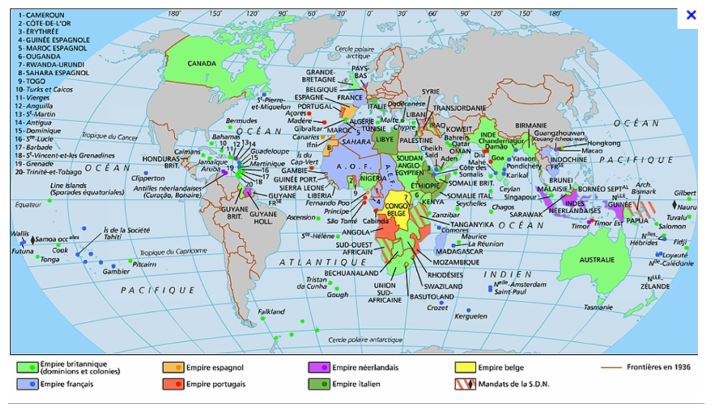 180° 150° 120° 90° 60° 30° 0° 30° 60° 90° 120° 150° 180°
1- CAMEROUN
2- CÔTE-DE-L'OR
3- ÉRYTHRÉE
4- GUINÉE ESPAGNOLE
5- MAROC ESPAGNOL
6- OUGANDA
7- RWANDA-URUNDI
8- SAHARA ESPAGNOL
9- TOGO
10- Turks et Caicos
11- Vierges
12- Anguilla
13- St-Martin
14- Antigua
15- Dominique
16- Ste-Lucie
17- Barbade
18- St-Vincent-et-les Grenadines
19- Grenade
20- Trinité-et-Tobago
CANADA
Cercle polaire
arctique
GRANDE-
BRETAGNE
PAYS-
BAS
BELGIQUE
FRANCE
ESPAGNE
ITALIE
PORTUGAL
Açores
Madère
Gibraltar
Canaries
Ifni
MAROC
ALGÉRIE
TUNISIE
Malte
Dodécanèse
Chypre
SYRIE
LIBAN
TRANSJORDANIE
PALESTINE
IRAQ
KOWEIT
Bahreïn
Qatar
OMAN
INDE
Chandernagor
BIRMANIE
Guangzhouwan
Hongkong
Macao
St-Pierre-
et-Miquelon
Bermudes
Bahamas
OCÉAN
Tropique du Cancer
Caïmans
Jamaïque
Aruba
Guadeloupe
Martinique
HONDURAS
BRIT.
Clipperton
Antilles néerlandaises
(Curaçao, Bonaire)
GUYANE
BRIT.
GUYANE
HOLL.
GUYANE
FRSE
Îs du
Cap-Vert
GAMBIE
GUINÉE PORT.
SIERRA LEONE
LIBERIA
Fernando Poo
Principe
São Tomé
Cabinda
Ascension
SAHARA
A. O. F.
LIBYE
NIGERIA
SOUDAN
ANGLO-
ÉGYPTIEN
ÉTHIOPIE
CONGO
BELGE
Cheikh
Saïd
Aden
Côte des
Somalis
SOMALIE BRIT.
SOMALIE ITAL.
KENYA
Zanzibar
TANGANYIKA
Comores
Seychelles
Chagos
Maurice
La Réunion
MADAGASCAR
MOZAMBIQUE
RHODÉSIES
SWAZILAND
BASUTOLAND
UNION
SUD-
AFRICAINE
BECHUANALAND
SUD-OUEST
AFRICAIN
ANGOLA
Ste-Hélène
Tristan
da Cunha
Gough
Diu
Goa
Mahé
Yanaon
Pondichéry
Karikal
Ceylan
Singapour
INDOCHINE
BRUNEI
MALAISIE
BORNÉO SEPTAL
SARAWAK
INDES
NÉERLANDAISES
Timor
Timor Est
Nlle
GUINÉE
PAPUA
Arch.
Bismark
Gilbert
Nauru
Tuvalu
Salomon
Fidji
Nlles
Hébrides
Loyauté
Nlle-Calédonie
NLLE
ZÉLANDE
AUSTRALIE
Tasmanie
OCÉAN
PACIFIQUE
OCÉAN
INDIEN
Nlle Amsterdam
Saint-Paul
Crozet
Kerguelen
OCÉAN
PACIFIQUE
ATLANTIQUE
Line Islands
(Sporades équatoriales)
Équateur
Wallis
et
Futuna
Samoa occles
Tonga
Cook
Îs de la Société
Tahiti
Tropique du Capricorne
Gambier
Pitcairn
Falkland
Cercle polaire antarctique
Empire britannique
(dominions et colonies)
Empire français
Empire espagnol
Empire portugais
Empire néerlandais
Empire italien
Empire belge
Mandats de la S.D.N.
Frontières en 1936